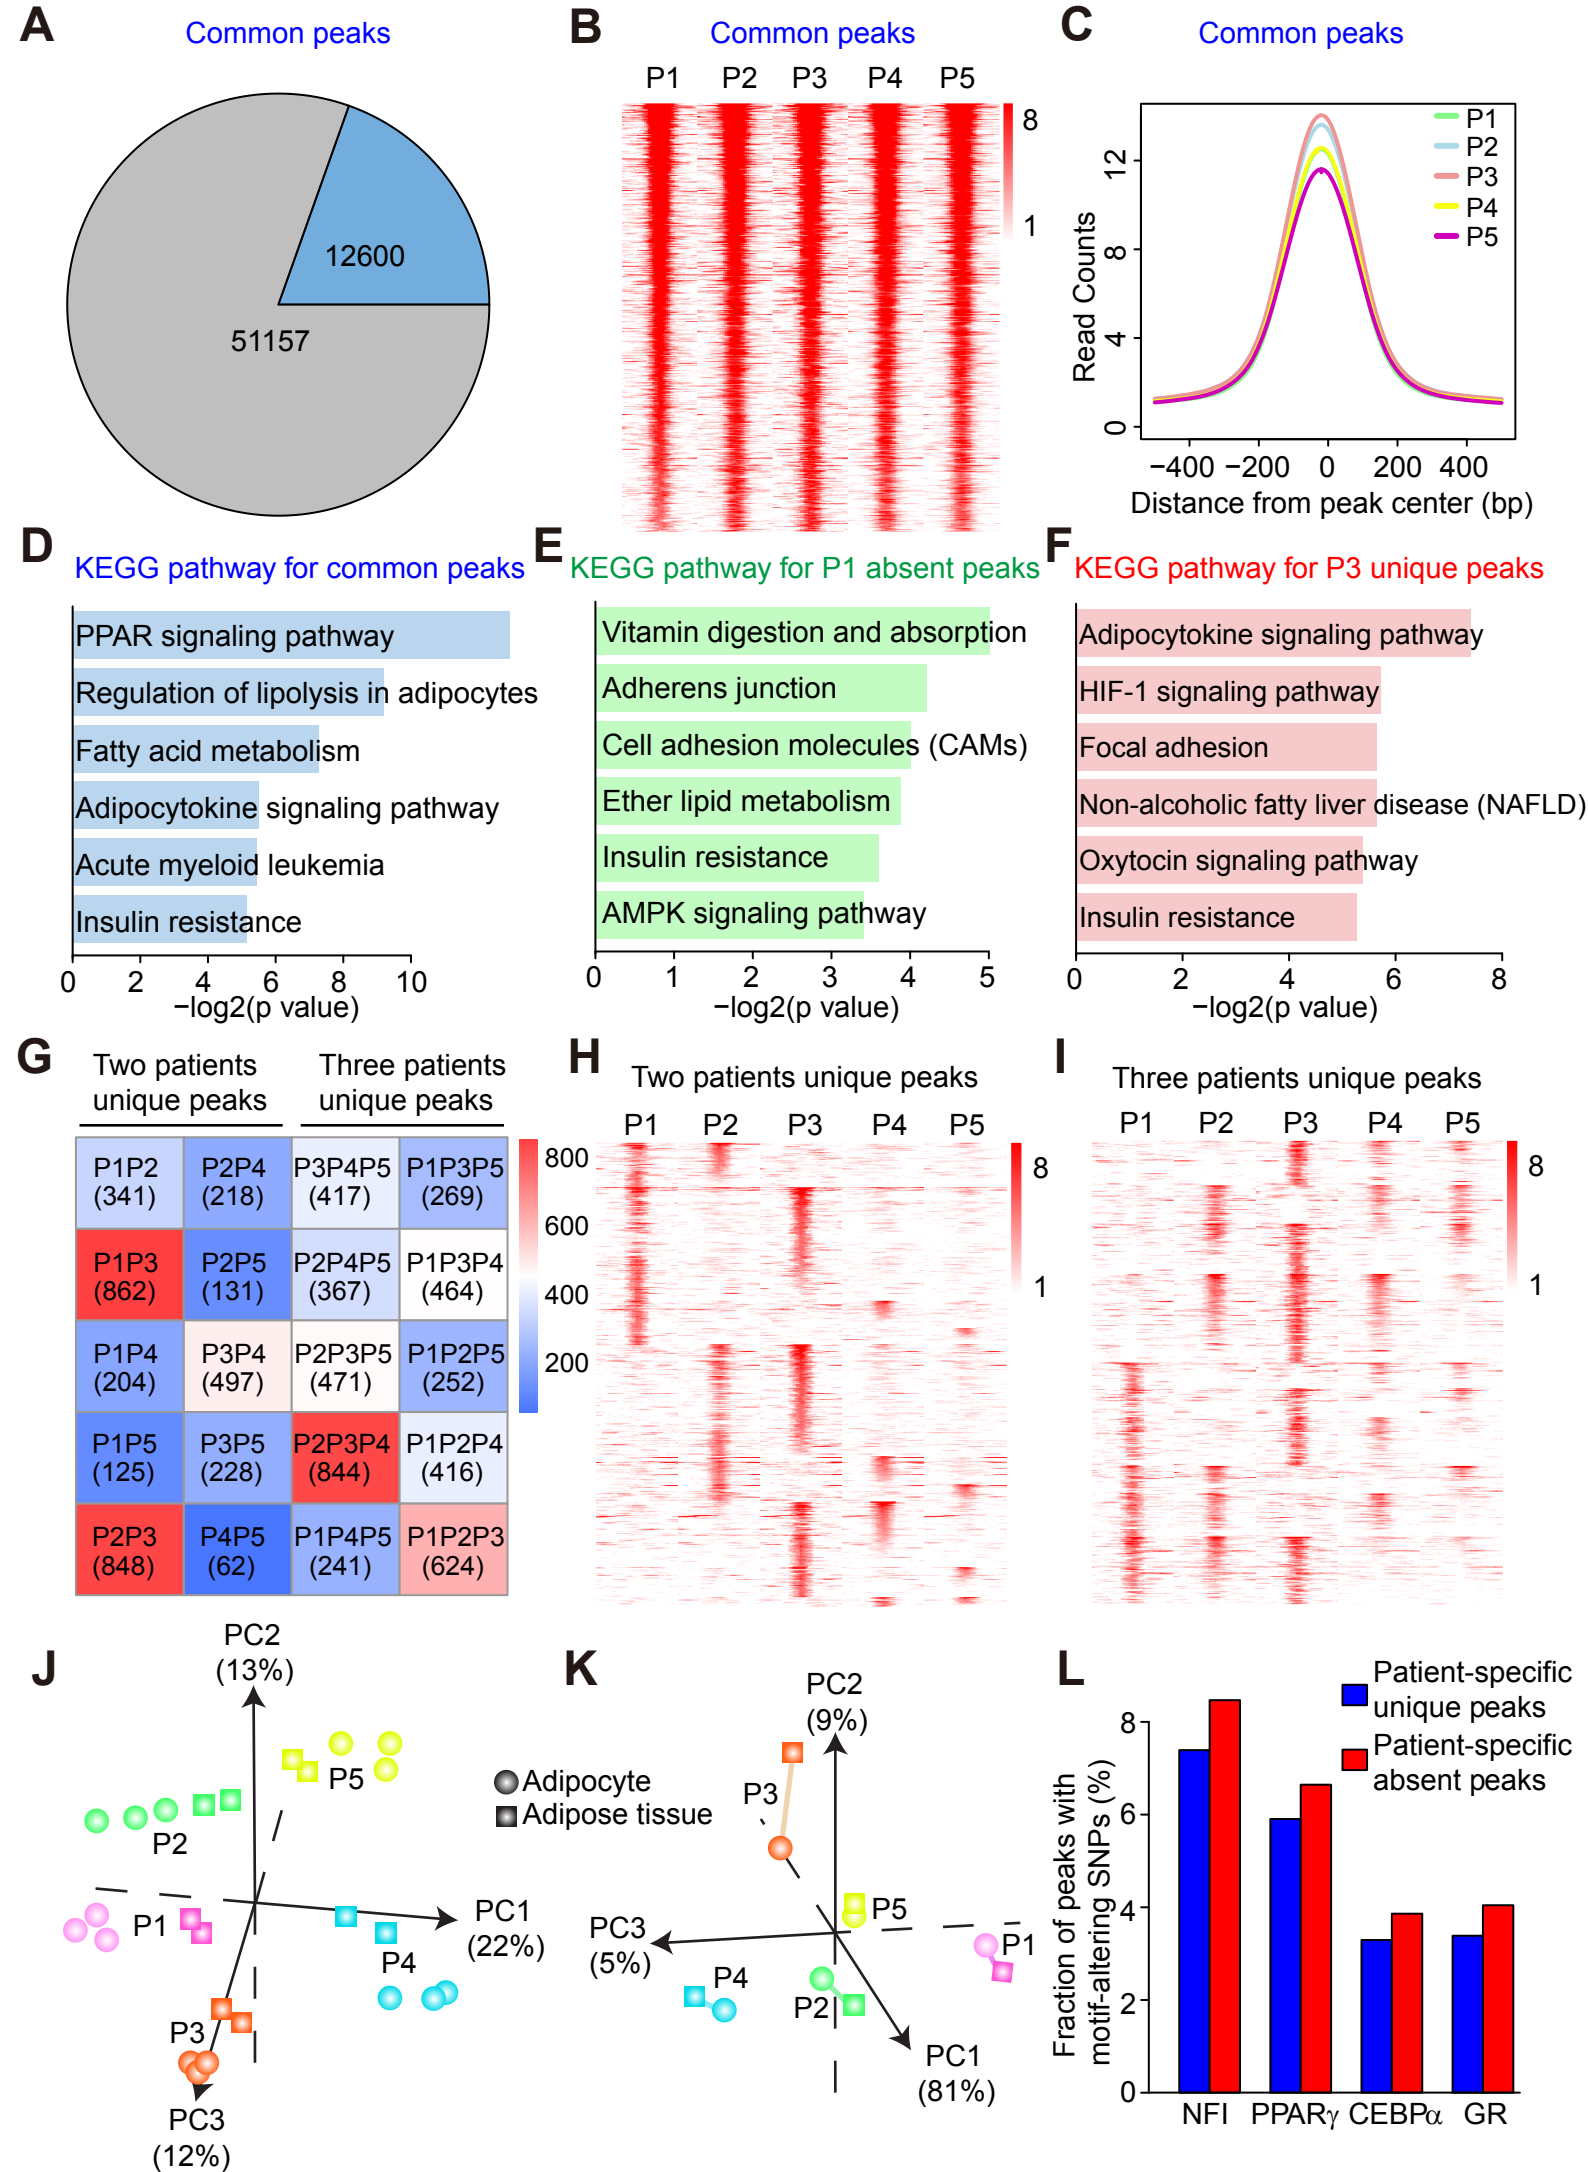 A
Common peaks
12600
51157
B
Common peaks
P1 P2 P3 P4 P5
8
1
C
Common peaks
P1
P2
P3
P4
P5
Read Counts
12
8
4
0
−400 −200 0 200 400
Distance from peak center (bp)
D
KEGG pathway for common peaks
PPAR signaling pathway
Regulation of lipolysis in adipocytes
Fatty acid metabolism
Adipocytokine signaling pathway
Acute myeloid leukemia
Insulin resistance
0 2 4 6 8 10
−log2(p value)
E
KEGG pathway for P1 absent peaks
Vitamin digestion and absorption
Adherens junction
Cell adhesion molecules (CAMs)
Ether lipid metabolism
Insulin resistance
AMPK signaling pathway
0 1 2 3 4 5
−log2(p value)
F
KEGG pathway for P3 unique peaks
Adipocytokine signaling pathway
HIF-1 signaling pathway
Focal adhesion
Non-alcoholic fatty liver disease (NAFLD)
Oxytocin signaling pathway
Insulin resistance
0 2 4 6 8
−log2(p value)
G
Two patients
unique peaks
Three patients
unique peaks
P1P2 P2P4 P3P4P5 P1P3P5
(341) (218) (417) (269)
P1P3 P2P5 P2P4P5 P1P3P4
(862) (131) (367) (464)
P1P4 P3P4 P2P3P5 P1P2P5
(204) (497) (471) (252)
P1P5 P3P5 P2P3P4 P1P2P4
(125) (228) (844) (416)
P2P3 P4P5 P1P4P5 P1P2P3
(848) (62) (241) (624)
800
600
400
200
H
Two patients unique peaks
P1 P2 P3 P4 P5
8
1
I
Three patients unique peaks
P1 P2 P3 P4 P5
8
1
J
PC2
(13%)
P5
P2
P1
PC1
(22%)
P4
P3
PC3
(12%)
Adipocyte
Adipose tissue
K
PC2
(9%)
P3
P5
PC3
(5%)
P1
P4
P2
PC1
(81%)
L
Patient-specific
unique peaks
Patient-specific
absent peaks
Fraction of peaks with
motif-altering SNPs (%)
8
6
4
2
0
NFI PPARγ CEBPα GR